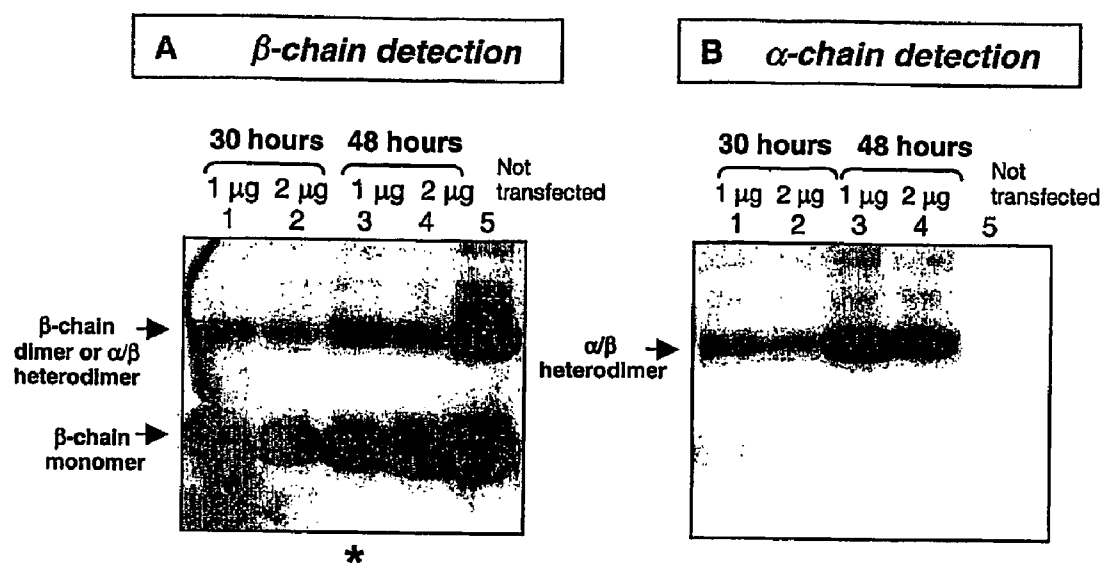 A β-chain detection
30 hours 48 hours
1 µg 2 µg 1 µg 2 µg Not transfected
1 2 3 4 5
β-chain
dimer or α/β
heterodimer
β-chain
monomer
*
B α-chain detection
30 hours 48 hours
1 µg 2 µg 1 µg 2 µg Not transfected
1 2 3 4 5
α/β
heterodimer